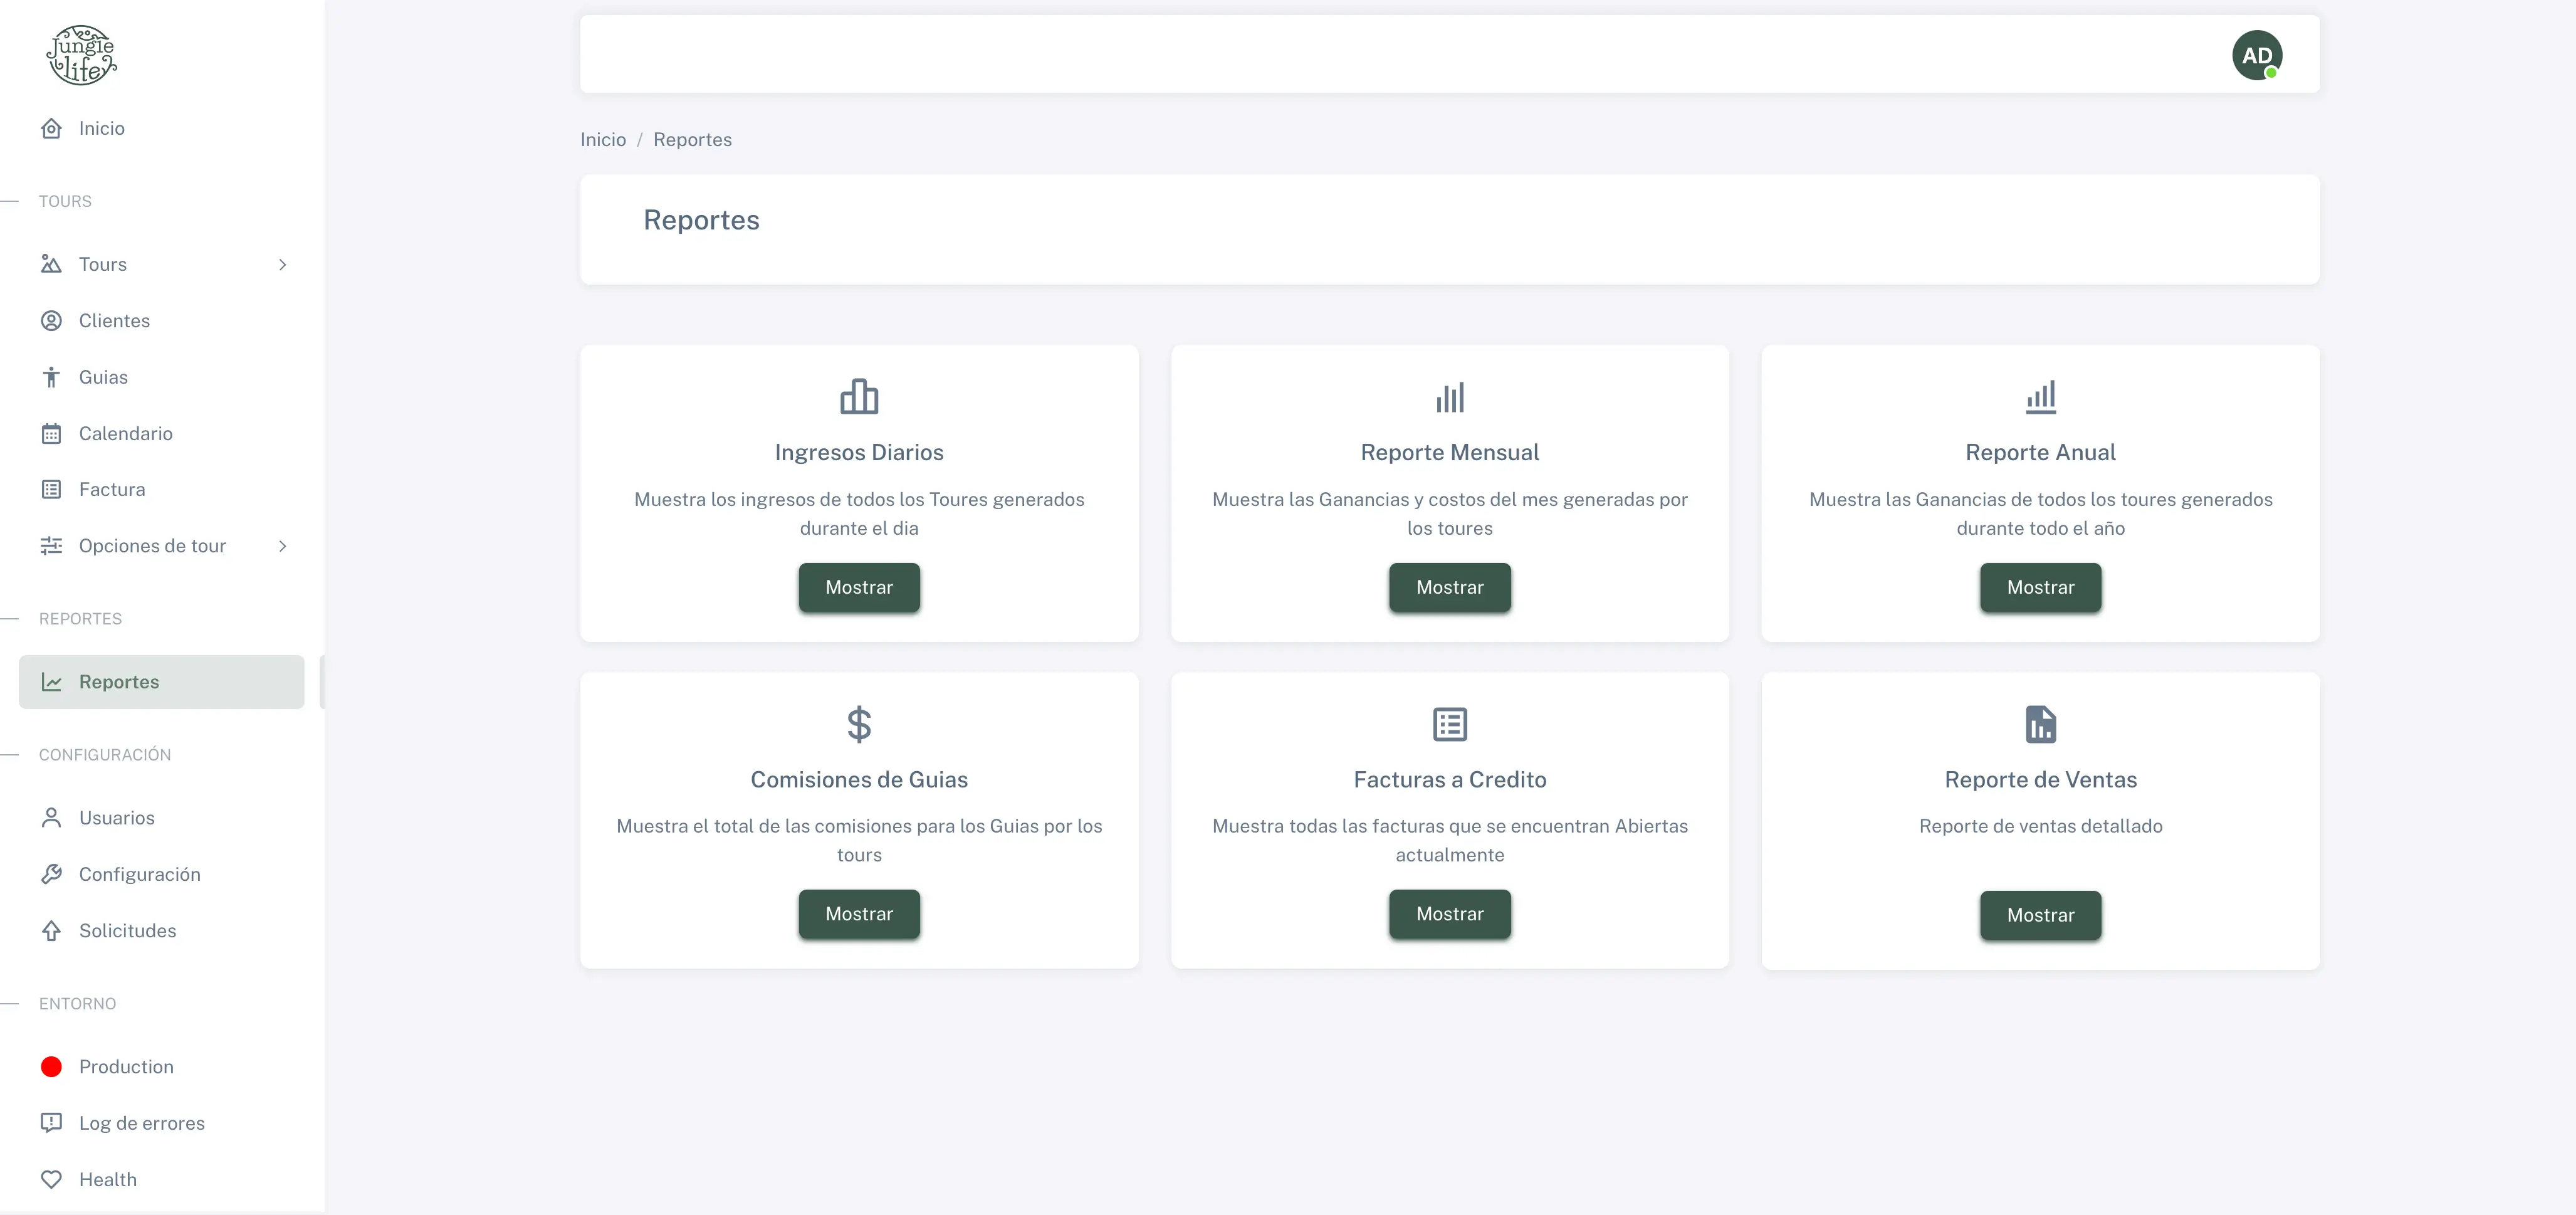 Jungle
life
Inicio
TOURS
Tours
Clientes
Guias
Calendario
Factura
Opciones de tour
REPORTES
Reportes
CONFIGURACIÓN
Usuarios
Configuración
Solicitudes
ENTORNO
Production
Log de errores
Health
AD
Inicio / Reportes
Reportes
Ingresos Diarios
Muestra los ingresos de todos los Toures generados
durante el dia
Mostrar
Reporte Mensual
Muestra las Ganancias y costos del mes generadas por
los toures
Mostrar
Reporte Anual
Muestra las Ganancias de todos los toures generados
durante todo el año
Mostrar
Comisiones de Guias
Muestra el total de las comisiones para los Guias por los
tours
Mostrar
Facturas a Credito
Muestra todas las facturas que se encuentran Abiertas
actualmente
Mostrar
Reporte de Ventas
Reporte de ventas detallado
Mostrar